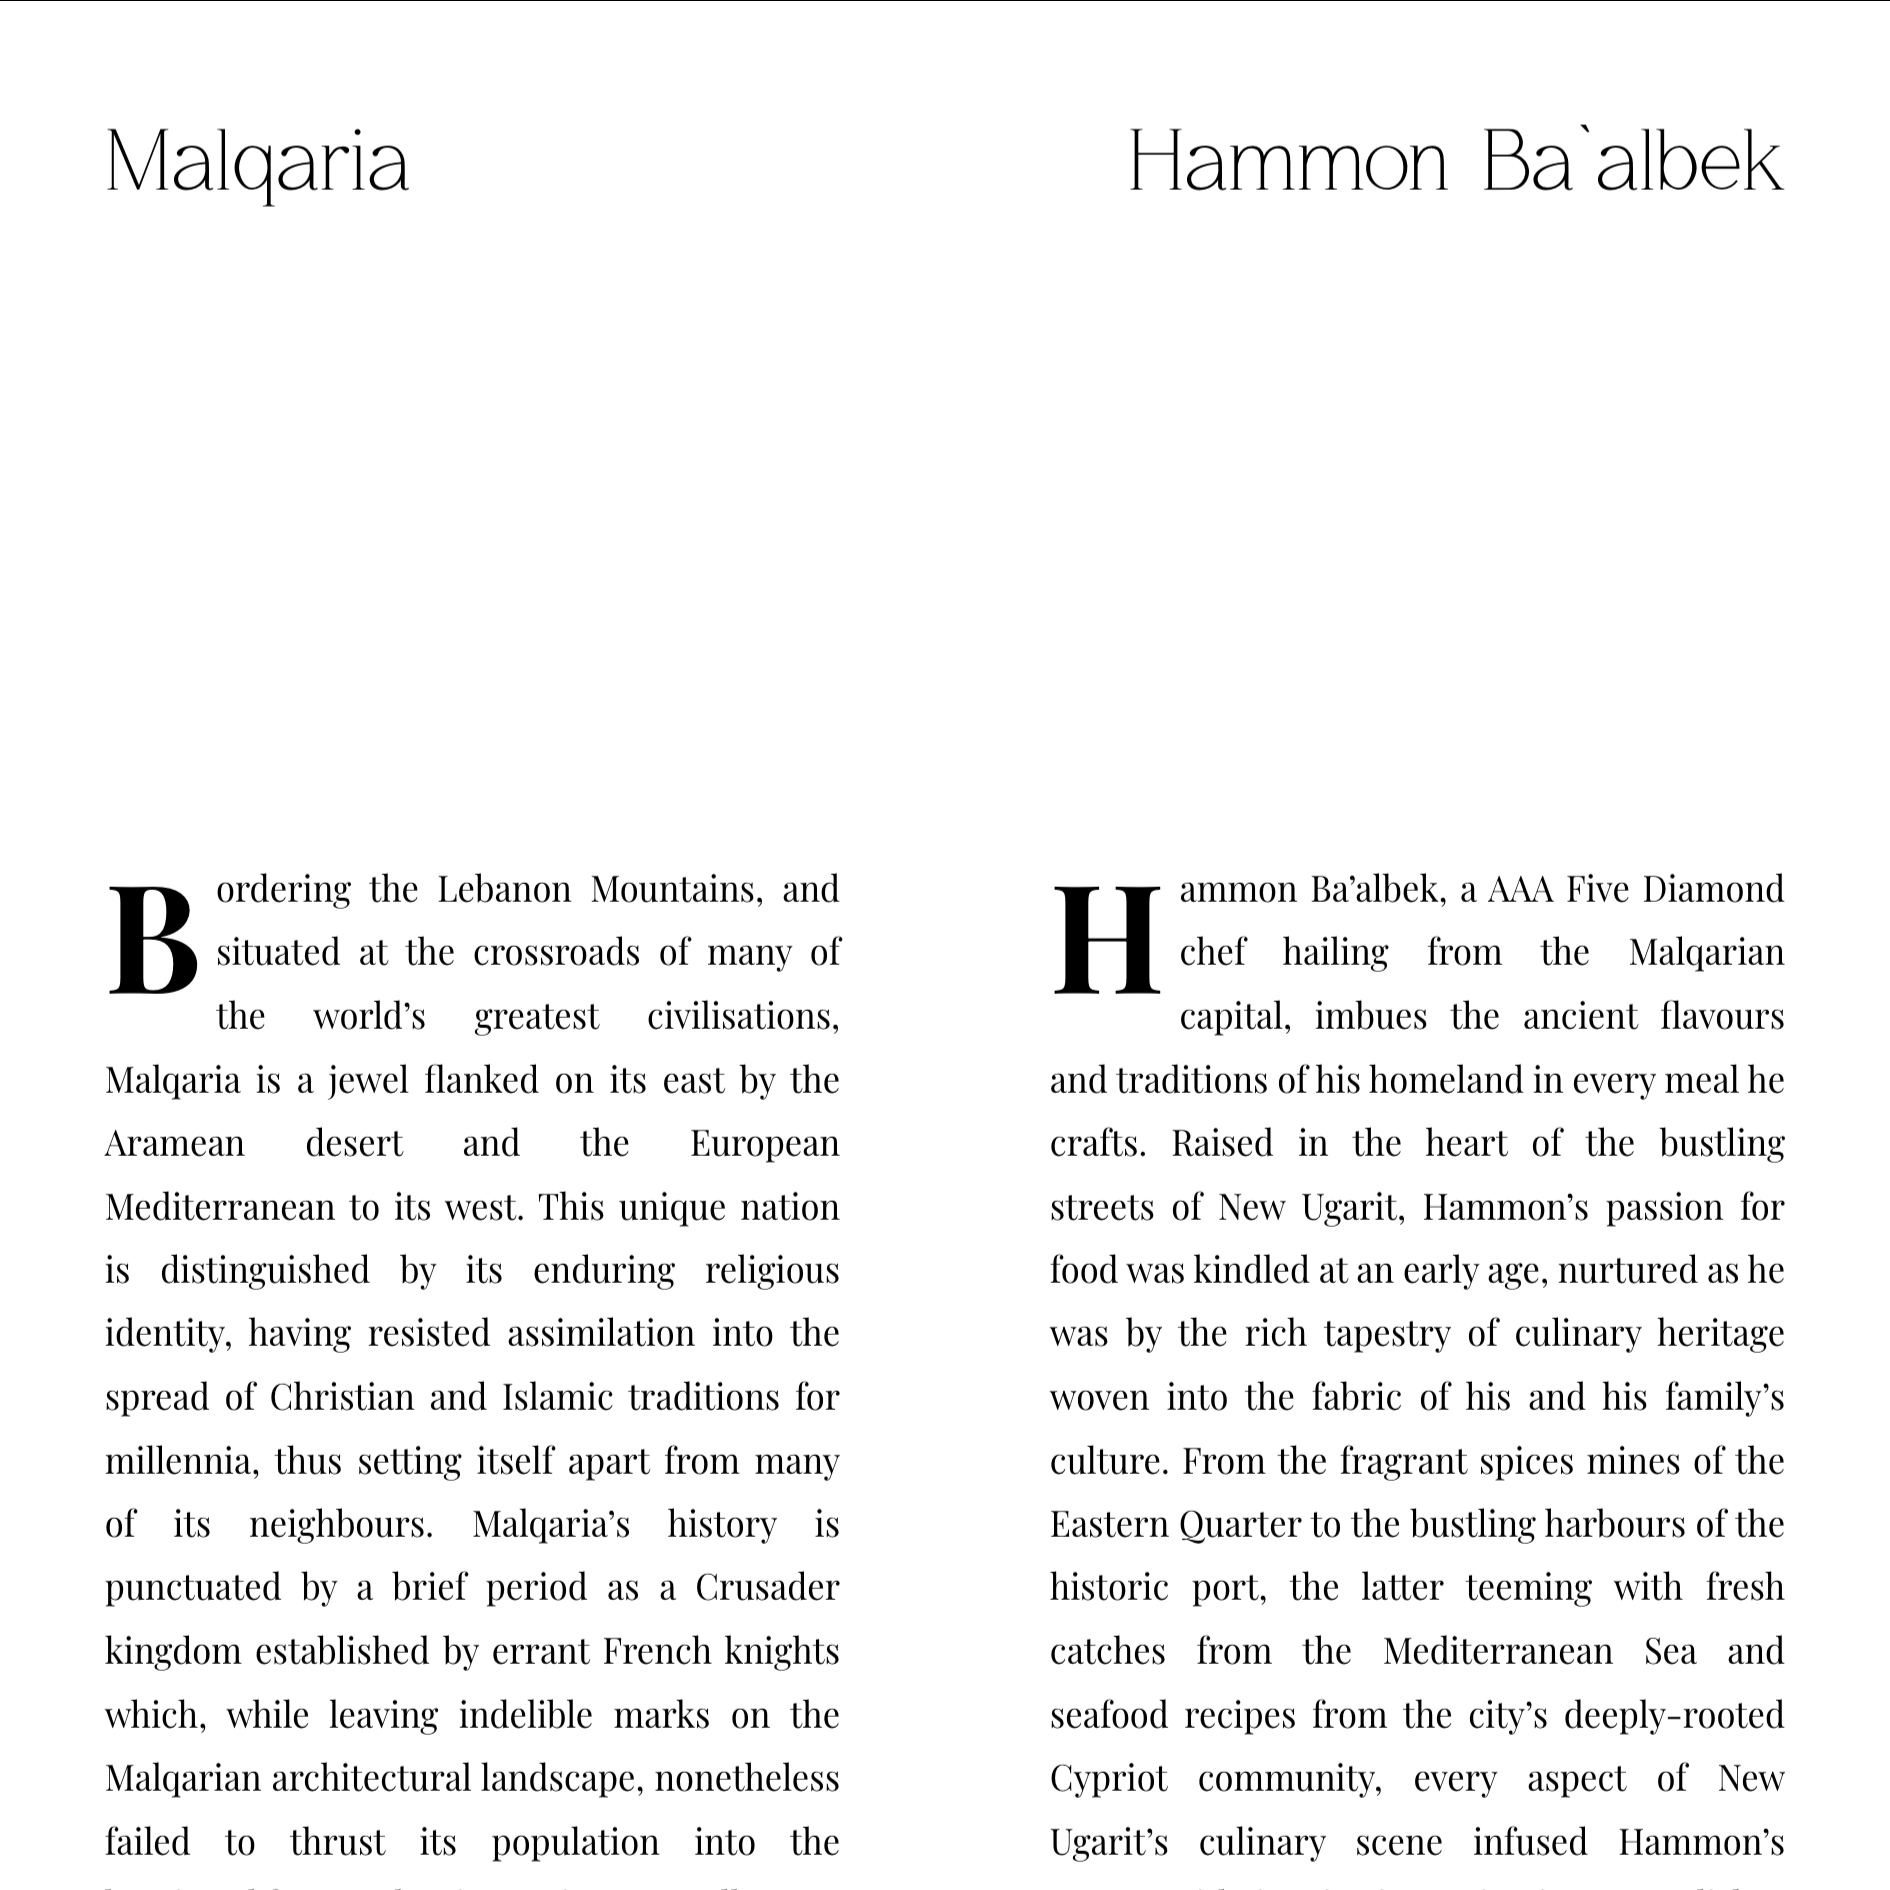 Malqaria
Bordering the Lebanon Mountains, and
situated at the crossroads of many of
the world’s greatest civilisations,
Malqaria is a jewel flanked on its east by the
Aramean desert and the European
Mediterranean to its west. This unique nation
is distinguished by its enduring religious
identity, having resisted assimilation into the
spread of Christian and Islamic traditions for
millennia, thus setting itself apart from many
of its neighbours. Malqaria’s history is
punctuated by a brief period as a Crusader
kingdom established by errant French knights
which, while leaving indelible marks on the
Malqarian architectural landscape, nonetheless
failed to thrust its population into the
Hammon Ba`albek
Hammon Ba’albek, a AAA Five Diamond
chef hailing from the Malqarian
capital, imbues the ancient flavours
and traditions of his homeland in every meal he
crafts. Raised in the heart of the bustling
streets of New Ugarit, Hammon’s passion for
food was kindled at an early age, nurtured as he
was by the rich tapestry of culinary heritage
woven into the fabric of his and his family’s
culture. From the fragrant spices mines of the
Eastern Quarter to the bustling harbours of the
historic port, the latter teeming with fresh
catches from the Mediterranean Sea and
seafood recipes from the city’s deeply-rooted
Cypriot community, every aspect of New
Ugarit’s culinary scene infused Hammon’s